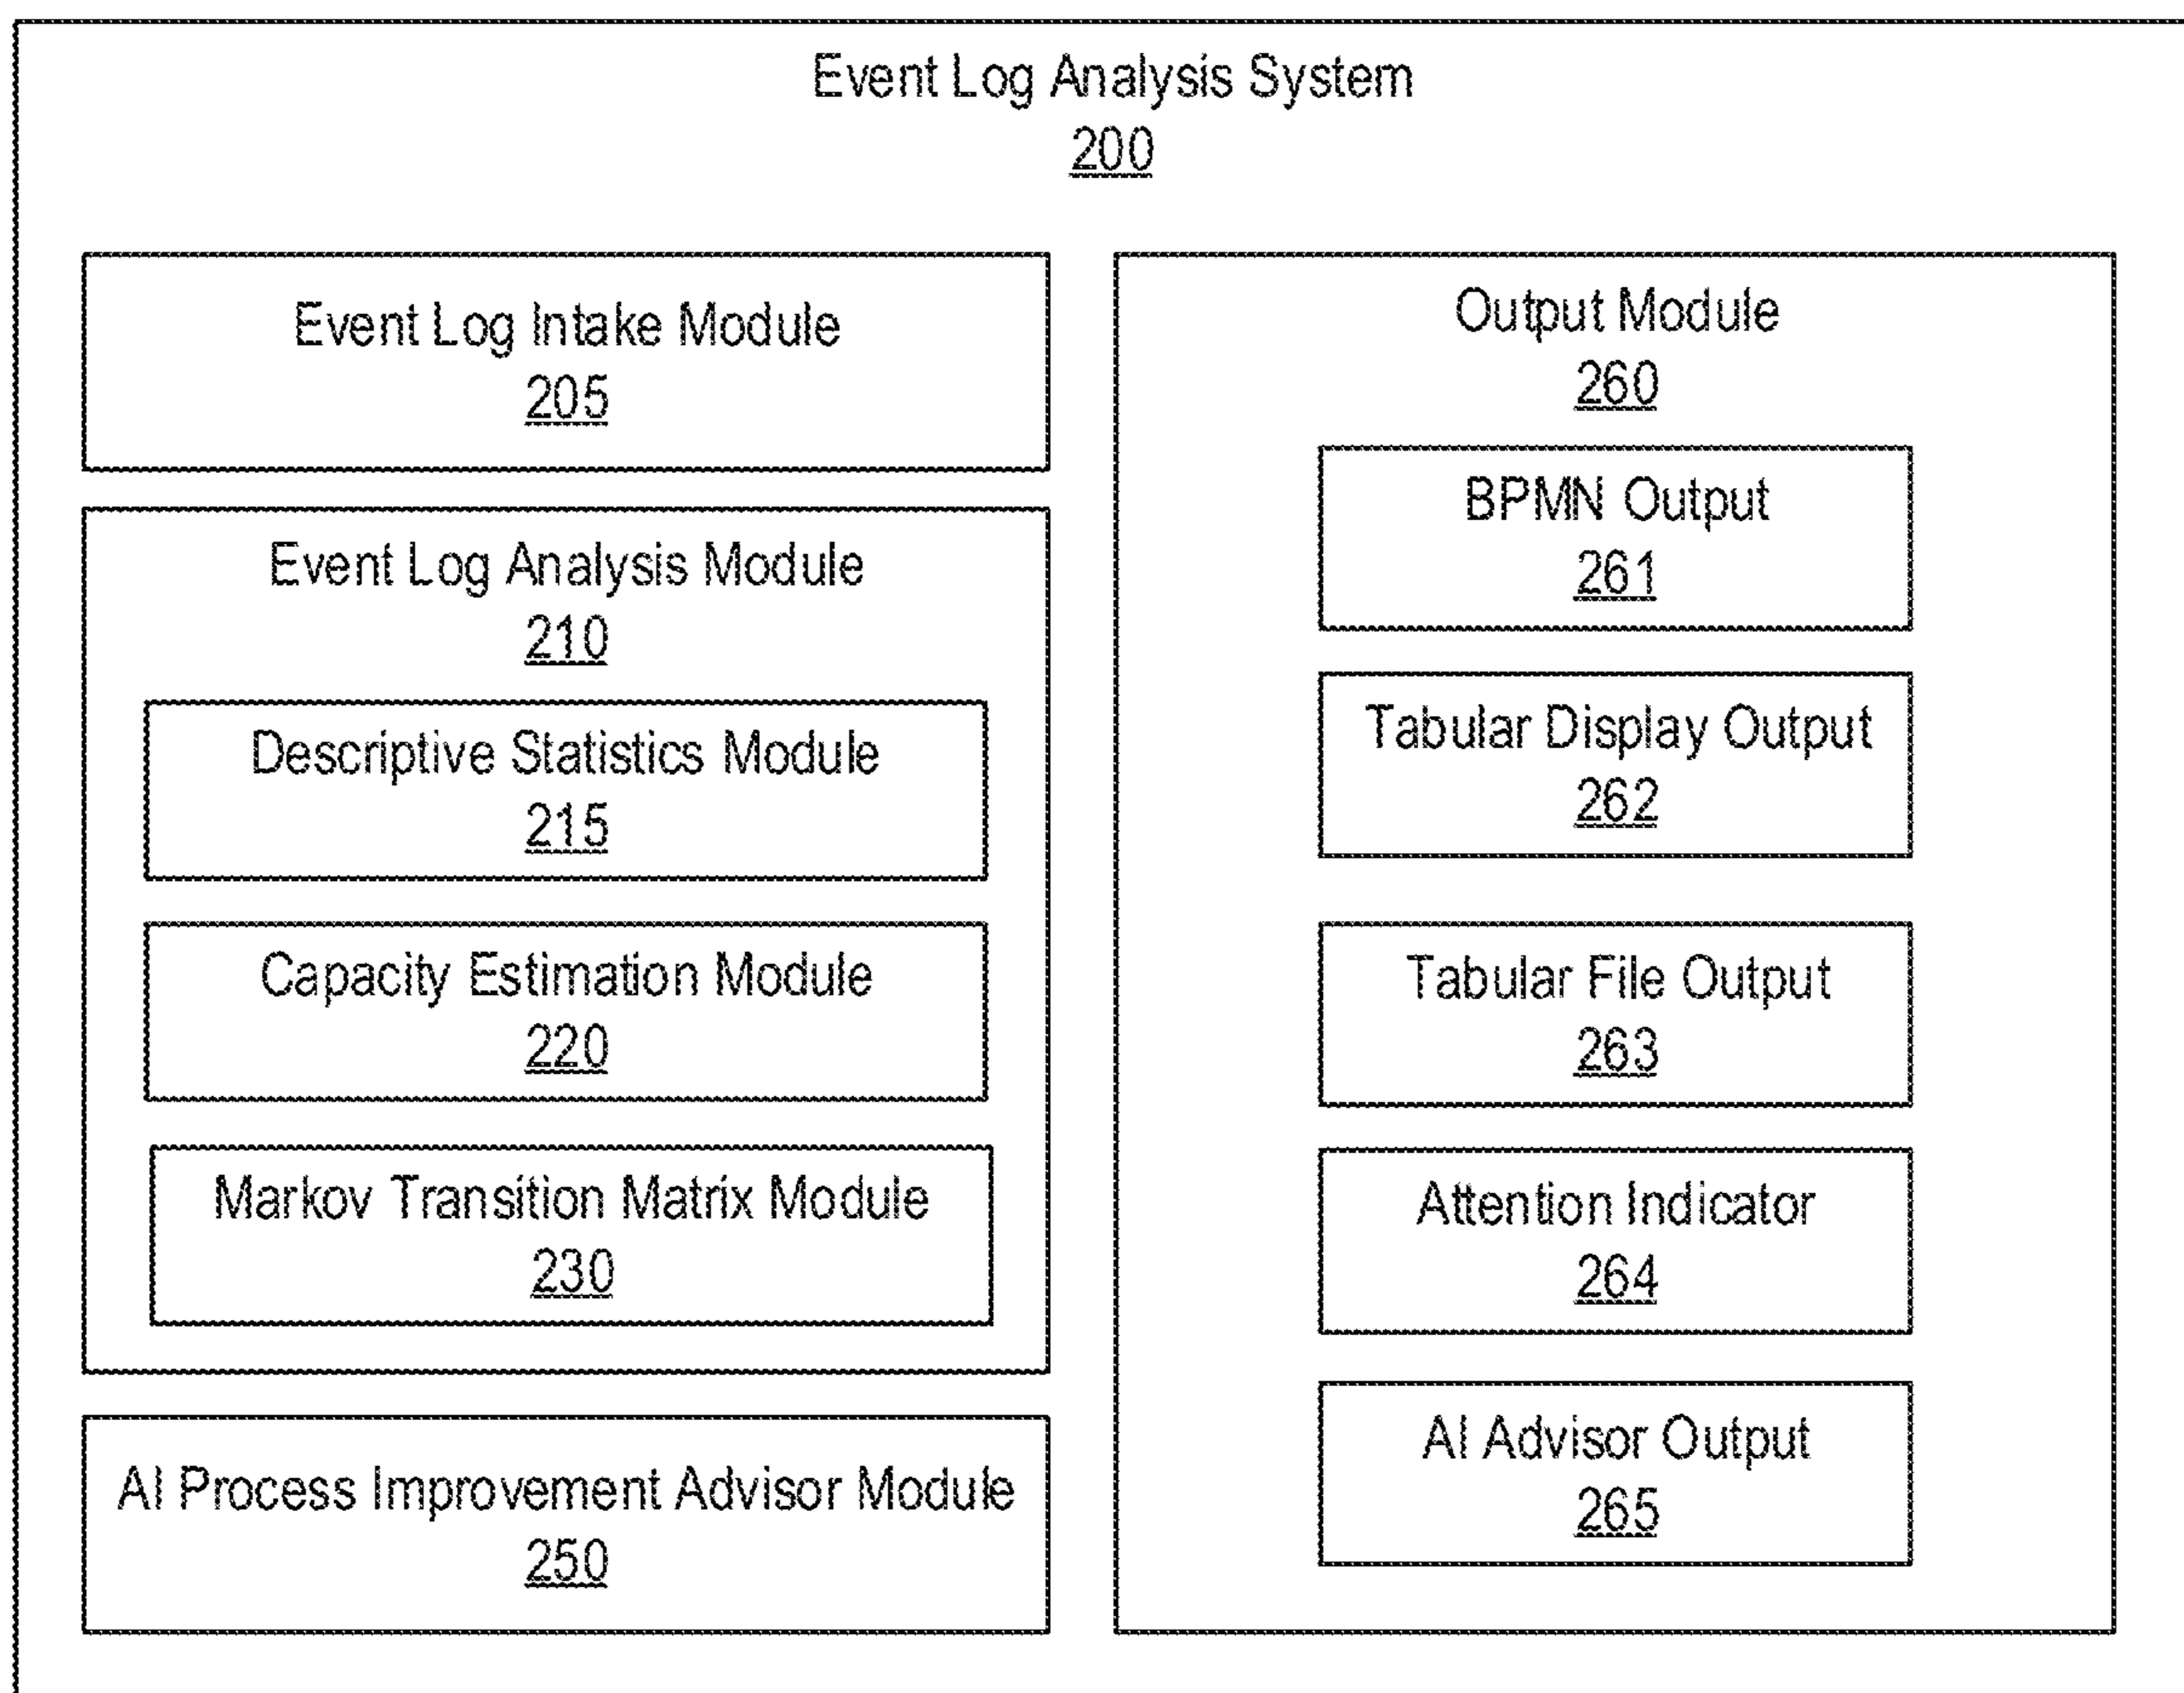 Event Log Analysis System
200
Event Log Intake Module
205
Event Log Analysis Module
210
Descriptive Statistics Module
215
Capacity Estimation Module
220
Markov Transition Matrix Module
230
AI Process Improvement Advisor Module
250
Output Module
260
BPMN Output
261
Tabular Display Output
262
Tabular File Output
263
Attention Indicator
264
AI Advisor Output
265